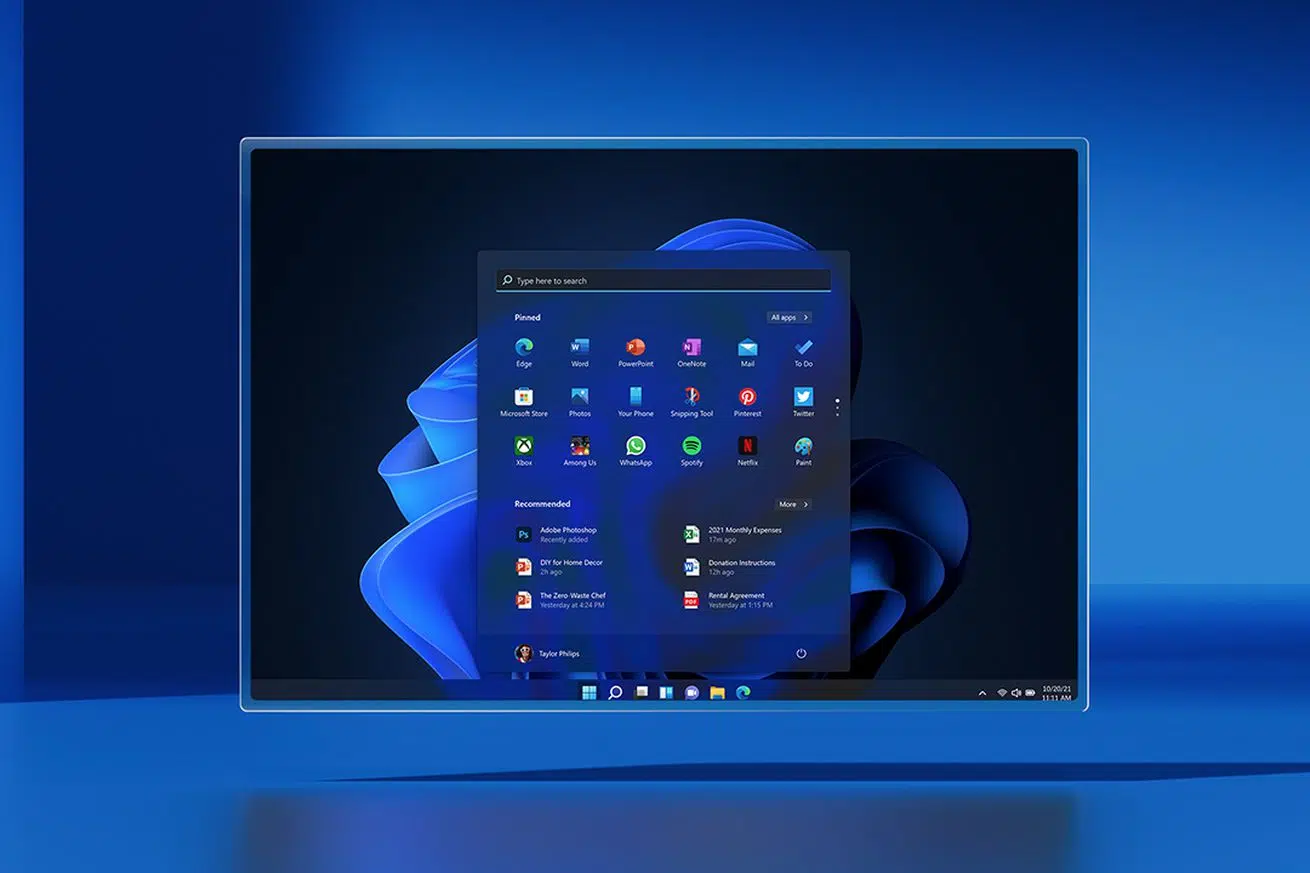 Type here to search
Pinned
All apps
Edge
Word
PowerPoint
OneNote
Mail
To Do
Microsoft Store
Photos
Your Phone
Snipping Tool
Pinterest
Twitter
Xbox
Among Us
WhatsApp
Spotify
Netflix
Paint
Recommended
More
Adobe Photoshop
Recently added
2021 Monthly Expenses
17m ago
DIY for Home Decor
2h ago
Donation Instructions
12h ago
The Zero-Waste Chef
Yesterday at 4:24 PM
Rental Agreement
Yesterday at 1:15 PM
Taylor Philips
10/20/21
11:11 AM